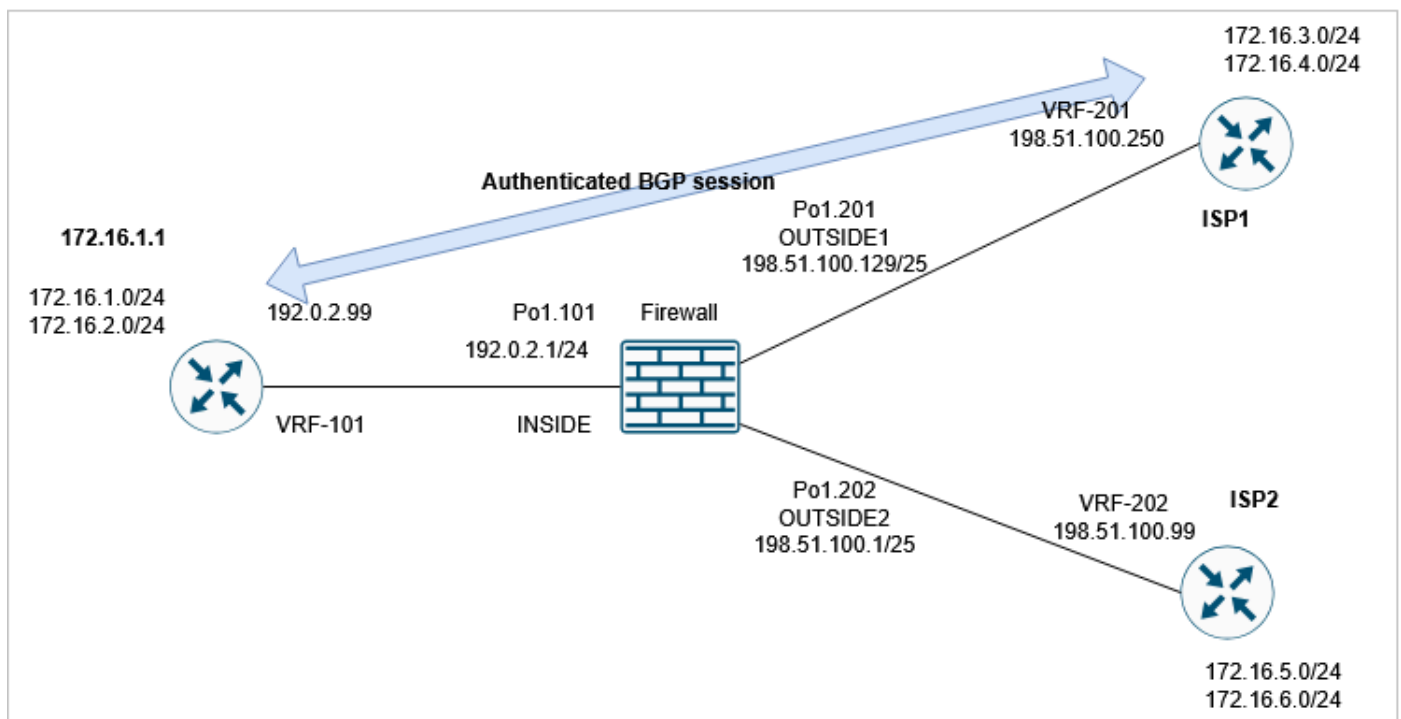 172.16.3.0/24
172.16.4.0/24
VRF-201
198.51.100.250
ISP1
Authenticated BGP session
Po1.201
OUTSIDE1
198.51.100.129/25
172.16.1.1
172.16.1.0/24
172.16.2.0/24
192.0.2.99
Po1.101
192.0.2.1/24
Firewall
VRF-101
INSIDE
Po1.202
OUTSIDE2
198.51.100.1/25
VRF-202
198.51.100.99
ISP2
172.16.5.0/24
172.16.6.0/24